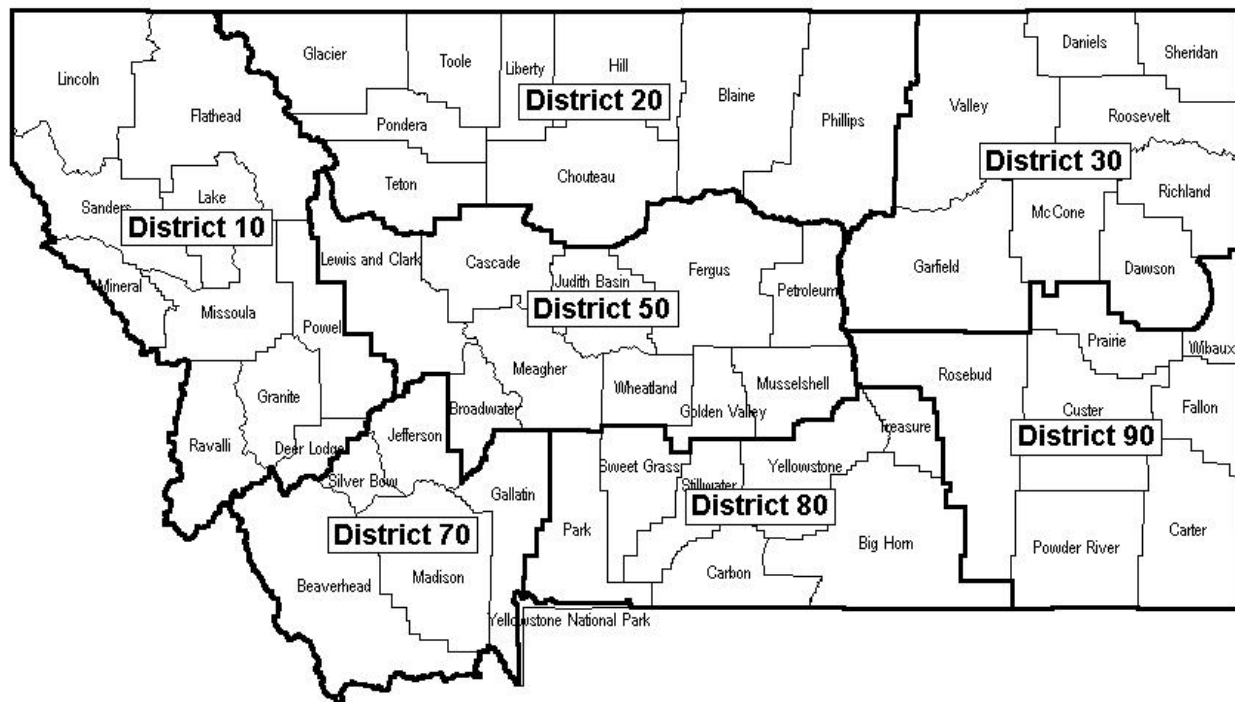 Daniels
Sheridan
Glacier
Toole
Liberty
Hill
Lincoln
Blaine
Valley
District 20
Flathead
Phillips
Roosevelt
Pondera
District 30
Teton
Chouteau
Richland
Lake
Sanders
McCone
District 10
Lewis and Clark
Cascade
Fergus
Garfield
Dawson
Judith Basin
Mineral
Petroleum
District 50
Missoula
Powel
Prairie
Wibaux
Meagher
Rosebud
Wheatland
Musselshell
Granite
Broadwater
Golden Valley
Custer
Fallon
Treasure
Jefferson
District 90
Ravalli
Deer Lodge
Sweet Grass
Yellowstone
Silver Bow
Stillwater
Gallatin
District 80
Carter
District 70
Park
Big Horn
Powder River
Carbon
Madison
Beaverhead
Yellowstone National Park